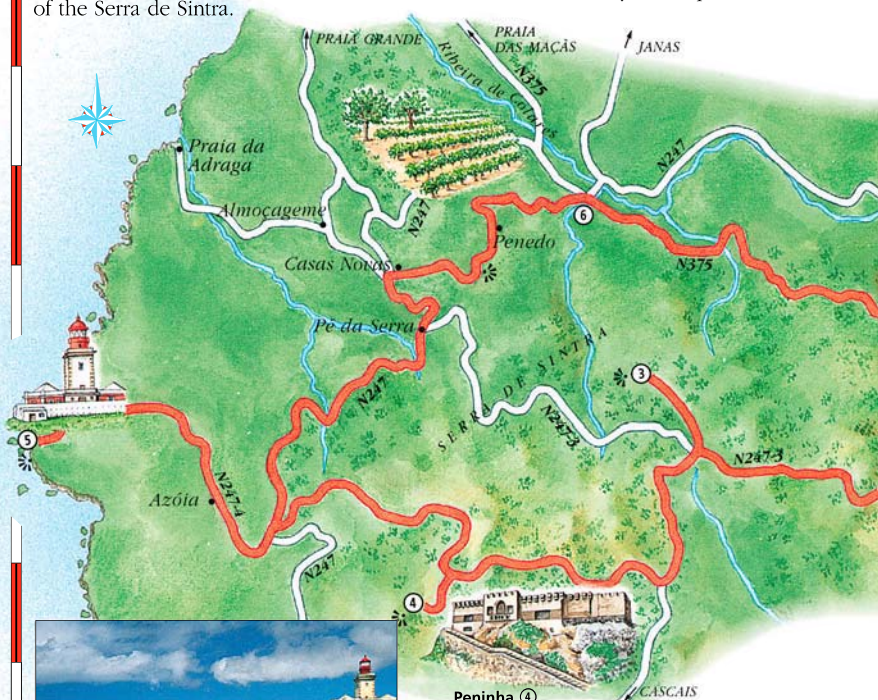 of the Serra de Sintra.
PRAIA GRANDE
PRAIA
DAS MAÇÃS
JANAS
Ribeira de Colares
N375
N247
Praia da
Adraga
Almoçageme
N247
6
Penedo
Casas Novas
N375
Pé da Serra
SERRA DE SINTRA
3
N247
N247-3
N247-3
5
N247-4
Azóia
N247
4
Peninha 4
CASCAIS